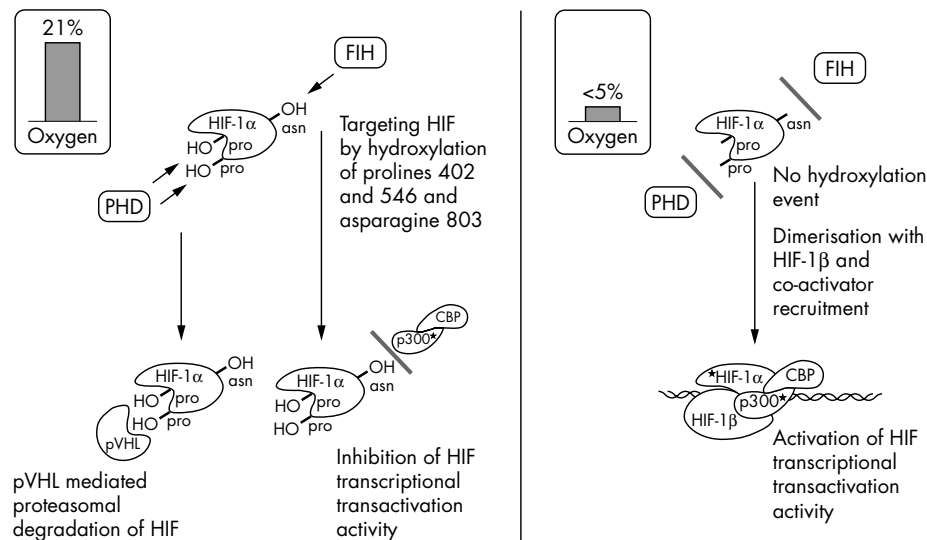 21%
Oxygen
FIH
OH
asn
HIF-1α
HO
pro
HO
pro
PHD
Targeting HIF
by hydroxylation
of prolines 402
and 546 and
asparagine 803
OH
asn
HIF-1α
HO
pro
HO
pro
pVHL
pVHL mediated
proteasomal
degradation of HIF
CBP
p300★
OH
asn
HIF-1α
HO
pro
HO
pro
Inhibition of HIF
transcriptional
transactivation
activity
<5%
Oxygen
FIH
HIF-1α
asn
pro
pro
PHD
No hydroxylation
event
Dimerisation with
HIF-1β and
co-activator
recruitment
★HIF-1α
CBP
p300★
HIF-1β
Activation of HIF
transcriptional
transactivation
activity